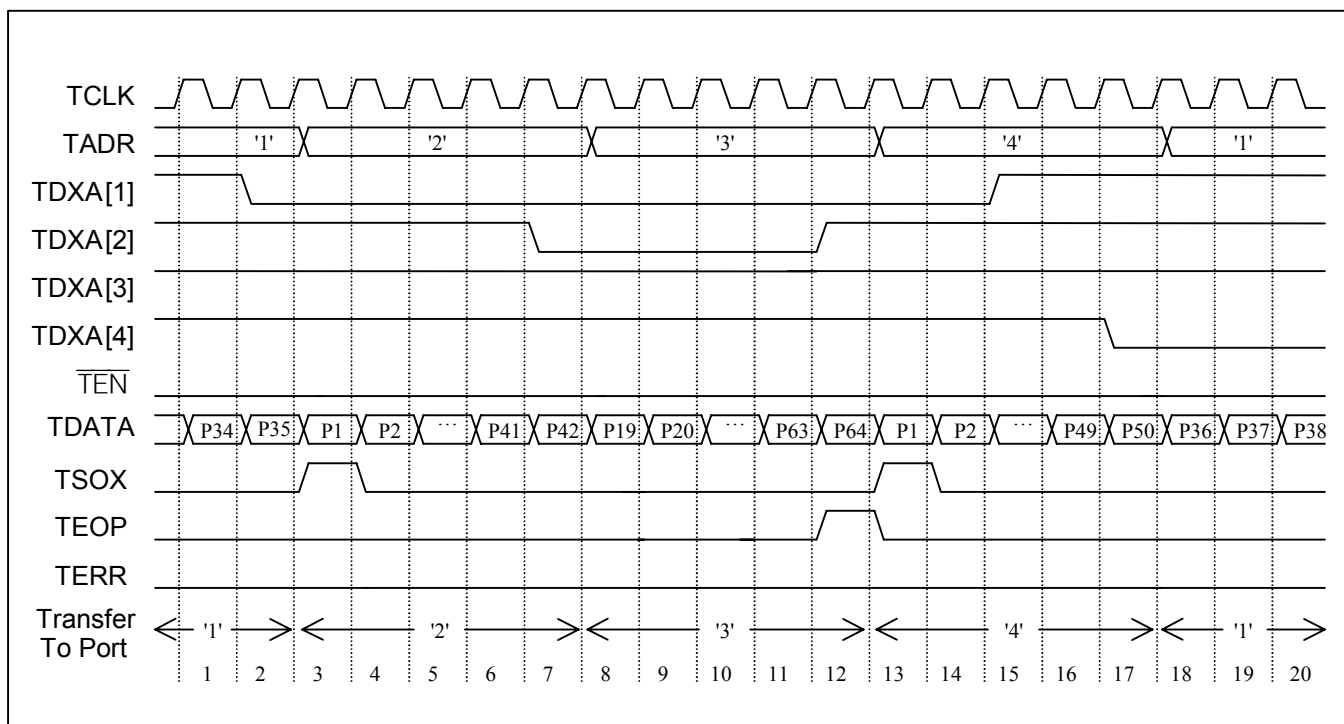 TCLK
TADR '1' '2' '3' '4' '1'
TDXA[1]
TDXA[2]
TDXA[3]
TDXA[4]
TEN
TDATA P34 P35 P1 P2 ... P41 P42 P19 P20 ... P63 P64 P1 P2 ... P49 P50 P36 P37 P38
TSOX
TEOP
TERR
Transfer
To Port '1' '2' '3' '4' '1'
1 2 3 4 5 6 7 8 9 10 11 12 13 14 15 16 17 18 19 20